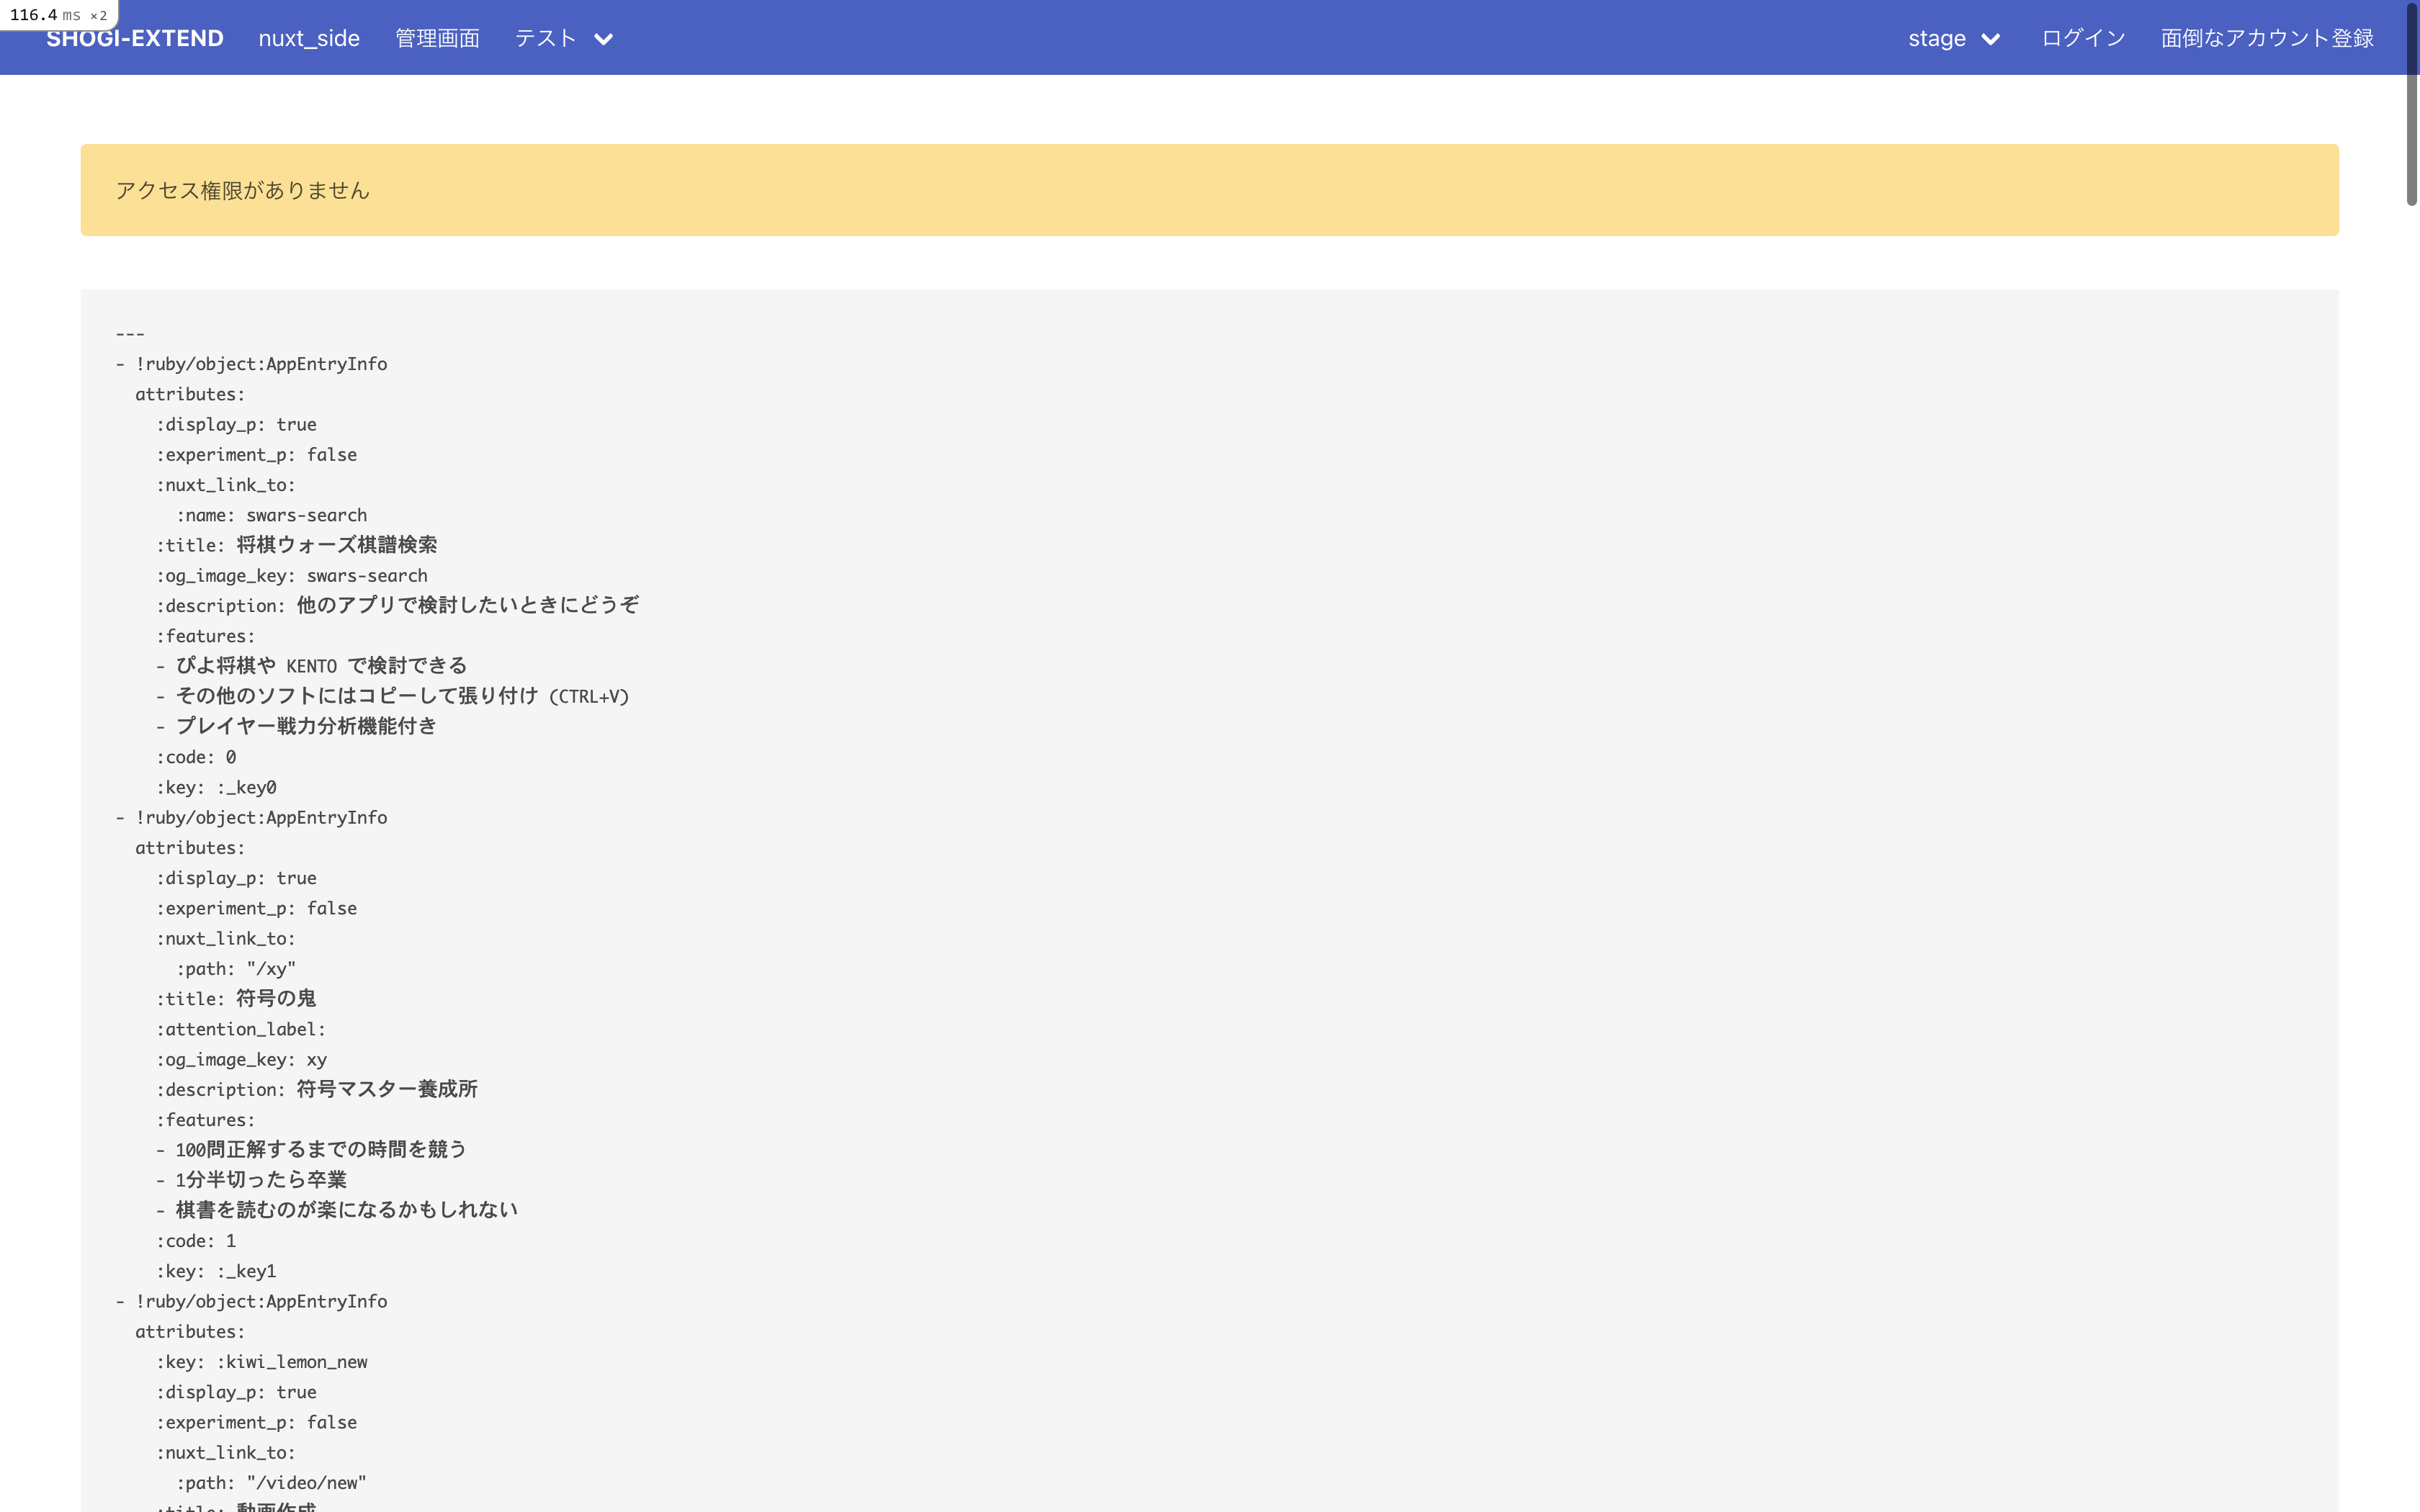 116.4 ms ×2
SHOGI-EXTEND nuxt_side 管理画面 テスト stage ログイン 面倒なアカウント登録
アクセス権限がありません
---
- !ruby/object:AppEntryInfo
  attributes:
    :display_p: true
    :experiment_p: false
    :nuxt_link_to:
      :name: swars-search
    :title: 将棋ウォーズ棋譜検索
    :og_image_key: swars-search
    :description: 他のアプリで検討したいときにどうぞ
    :features:
    - ぴよ将棋や KENTO で検討できる
    - その他のソフトにはコピーして張り付け (CTRL+V)
    - プレイヤー戦力分析機能付き
    :code: 0
    :key: :_key0
- !ruby/object:AppEntryInfo
  attributes:
    :display_p: true
    :experiment_p: false
    :nuxt_link_to:
      :path: "/xy"
    :title: 符号の鬼
    :attention_label:
    :og_image_key: xy
    :description: 符号マスター養成所
    :features:
    - 100問正解するまでの時間を競う
    - 1分半切ったら卒業
    - 棋書を読むのが楽になるかもしれない
    :code: 1
    :key: :_key1
- !ruby/object:AppEntryInfo
  attributes:
    :key: :kiwi_lemon_new
    :display_p: true
    :experiment_p: false
    :nuxt_link_to:
      :path: "/video/new"
    :title: 動画作成